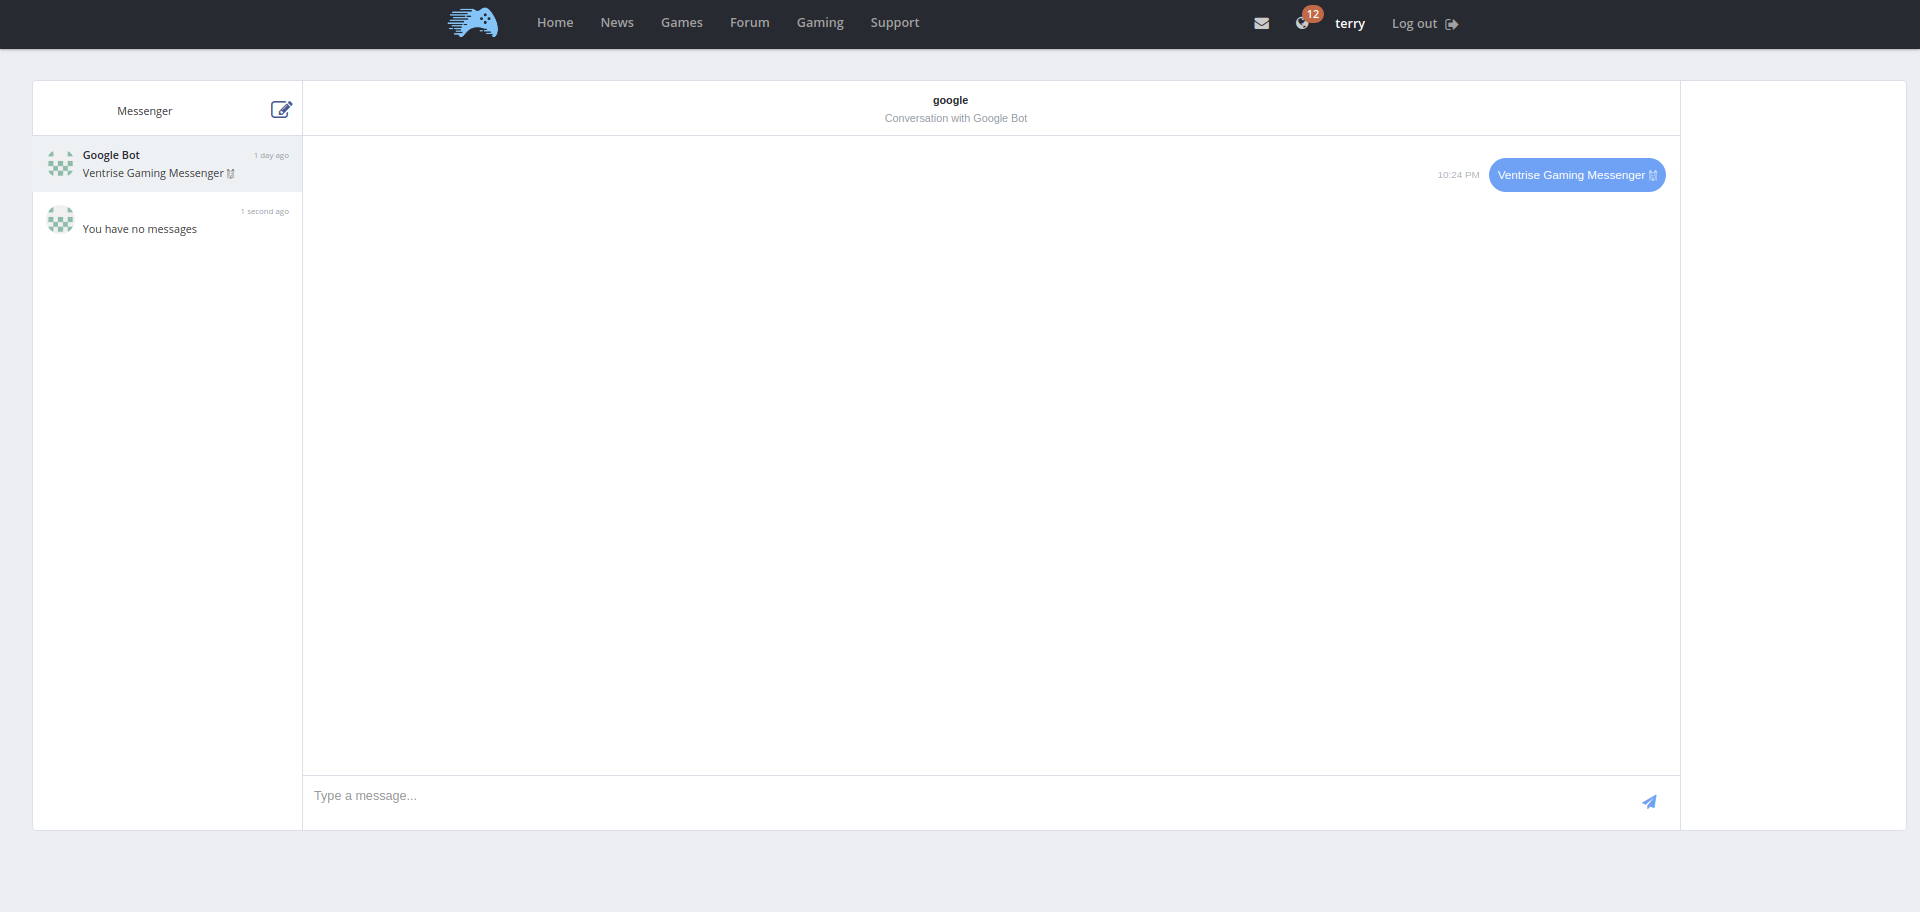 Home News Games Forum Gaming Support 12 terry Log out
Messenger
google
Conversation with Google Bot
Google Bot 1 day ago
Ventrise Gaming Messenger
1 second ago
You have no messages
10:24 PM Ventrise Gaming Messenger
Type a message...